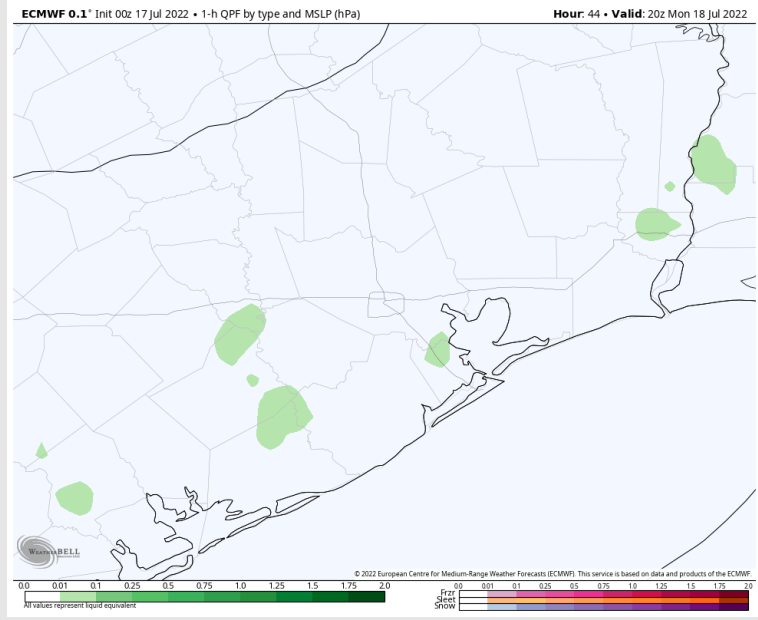 ECMWF 0.1° Init 00z 17 Jul 2022 • 1-h QPF by type and MSLP (hPa)
Hour: 44 • Valid: 20z Mon 18 Jul 2022
WeatherBELL
© 2022 European Centre for Medium-Range Weather Forecasts (ECMWF). This service is based on data and products of the ECMWF.
0.0 0.01 0.1 0.25 0.5 0.75 1.0 1.25 1.5 1.75 2.0
All values represent liquid equivalent
0.0 0.01 0.1 0.25 0.5 0.75 1.0 1.25 1.5 1.75 2.0
Frzr
Sleet
Snow